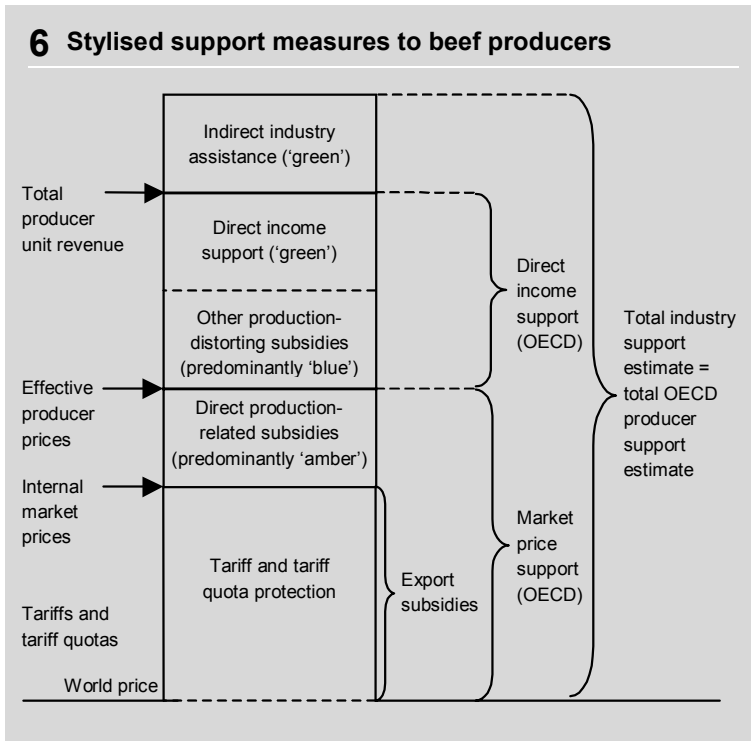 6 Stylised support measures to beef producers
Indirect industry
assistance (‘green’)
Total
producer
unit revenue
Direct income
support (‘green’)
Direct
income
support
(OECD)
Other production-
distorting subsidies
(predominantly ‘blue’)
Total industry
support
estimate =
total OECD
producer
support
estimate
Effective
producer
prices
Direct production-
related subsidies
(predominantly ‘amber’)
Internal
market
prices
Market
price
support
(OECD)
Tariff and tariff
quota protection
Export
subsidies
Tariffs and
tariff quotas
World price